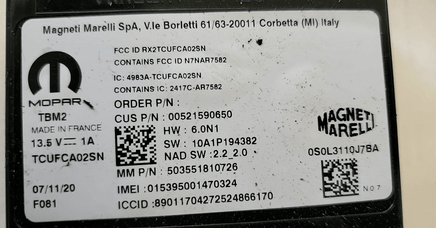 Magneti Marelli SpA, V.le Borletti 61/63-20011 Corbetta (MI) Italy
FCC ID RX2TCUFCA02SN
CONTAINS FCC ID N7NAR7582
IC: 4983A-TCUFCA02SN
CONTAINS IC: 2417C-AR7582
MOPAR
TBM2
MADE IN FRANCE
13.5V ⎓ 1A
TCUFCA02SN
07/11/20
F081
ORDER P/N :
CUS P/N : 00521590650
HW : 6.0N1
SW : 10A1P194382
NAD SW : 2.2_2.0
MM P/N : 503551810726
IMEI : 015395001470324
ICCID : 89011704272524866170
MAGNETI
MARELLI
0S0L3110J7BA
N07